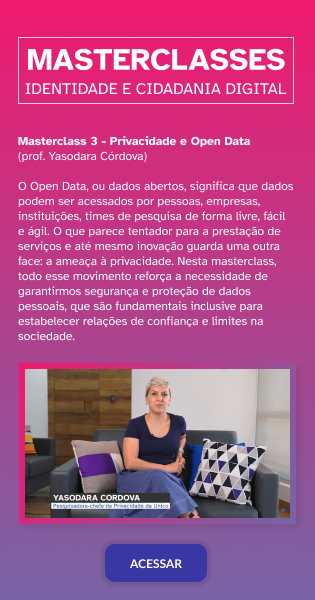 MASTERCLASSES
IDENTIDADE E CIDADANIA DIGITAL
Masterclass 3 - Privacidade e Open Data
(prof. Yasodara Córdova)
O Open Data, ou dados abertos, significa que dados
podem ser acessados por pessoas, empresas,
instituições, times de pesquisa de forma livre, fácil
e ágil. O que parece tentador para a prestação de
serviços e até mesmo inovação guarda uma outra
face: a ameaça à privacidade. Nesta masterclass,
todo esse movimento reforça a necessidade de
garantirmos segurança e proteção de dados
pessoais, que são fundamentais inclusive para
estabelecer relações de confiança e limites na
sociedade.
YASODARA CORDOVA
Pesquisadora-chefe de Privacidade da Unico
ACESSAR